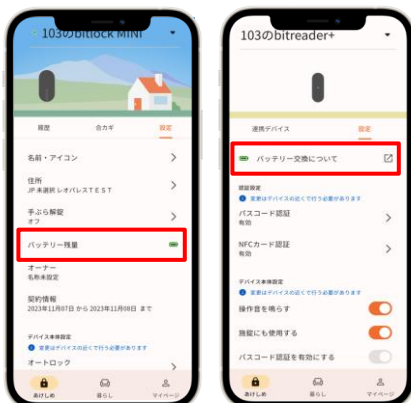 103のbitlock MINI
履歴
合カギ
設定
名前・アイコン
住所
JP 未選択 レオパレスTEST
手ぶら解錠
オフ
バッテリー残量
オーナー
名称未設定
契約情報
2023年11月07日 から 2023年11月08日 まで
デバイス本体設定
変更はデバイスの近くで行う必要があります
オートロック
あけしめ
暮らし
マイページ
103のbitreader+
連携デバイス
設定
バッテリー交換について
認証設定
変更はデバイスの近くで行う必要があります
パスコード認証
有効
NFCカード認証
有効
デバイス本体設定
変更はデバイスの近くで行う必要があります
操作音を鳴らす
施錠にも使用する
パスコード認証を有効にする
あけしめ
暮らし
マイページ